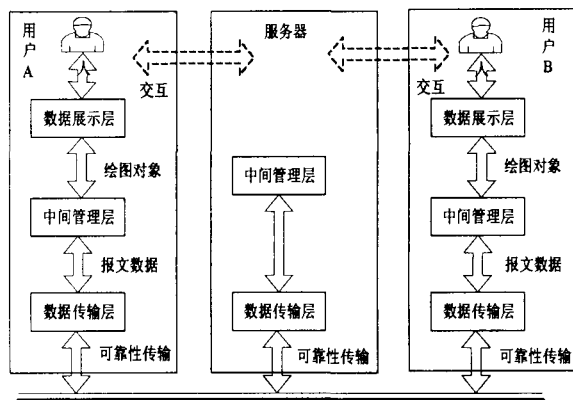 用户A
交互
数据展示层
绘图对象
中间管理层
报文数据
数据传输层
可靠性传输
服务器
中间管理层
数据传输层
可靠性传输
用户B
交互
数据展示层
绘图对象
中间管理层
报文数据
数据传输层
可靠性传输